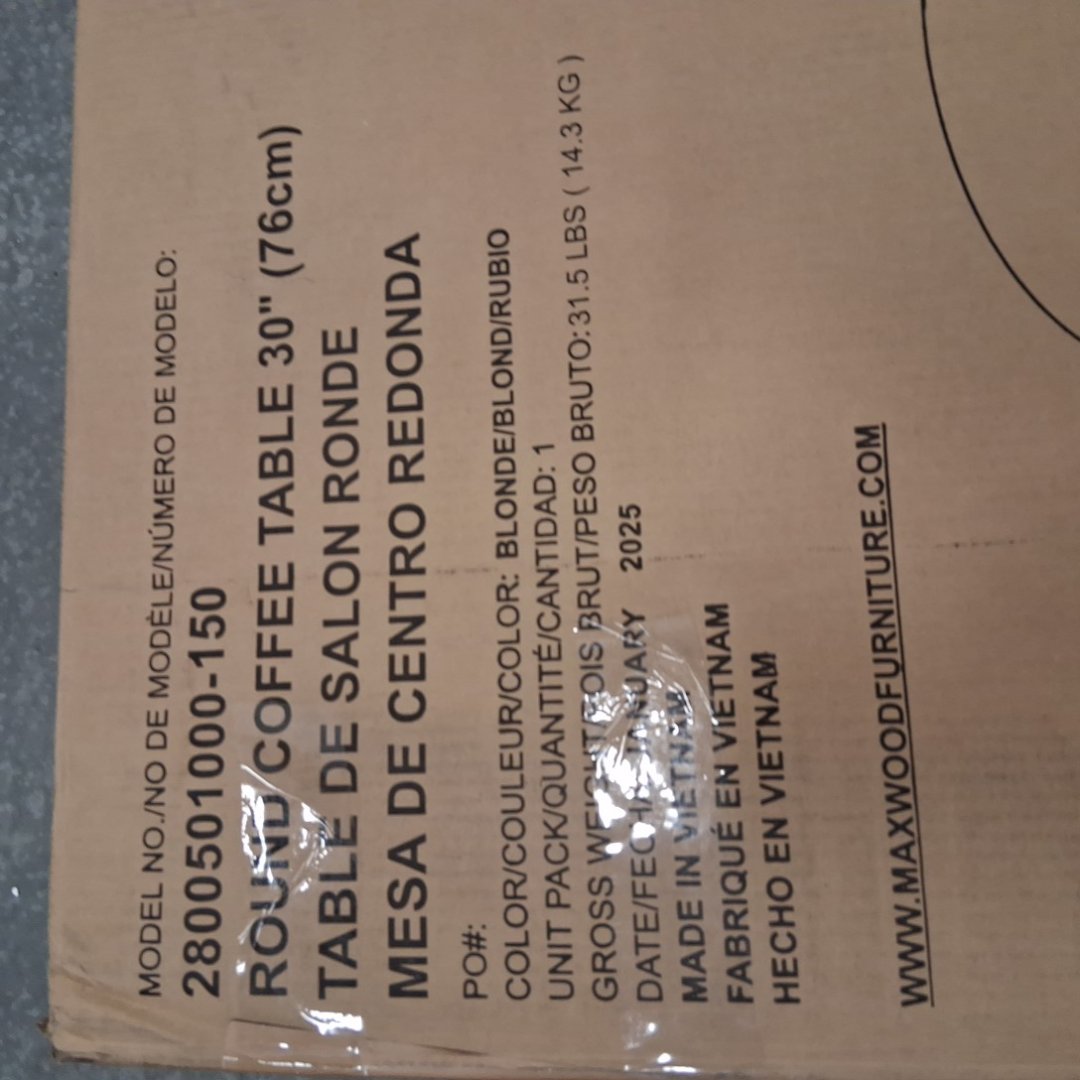 MODEL NO./NO DE MODÈLE/NÚMERO DE MODELO:
2800501000-150
ROUND COFFEE TABLE 30" (76cm)
TABLE DE SALON RONDE
MESA DE CENTRO REDONDA
PO#:
COLOR/COULEUR/COLOR: BLONDE/BLOND/RUBIO
UNIT PACK/QUANTITÉ/CANTIDAD: 1
GROSS WEIGHT/POIS BRUT/PESO BRUTO:31.5 LBS ( 14.3 KG )
DATE/FECHA: JANUARY 2025
MADE IN VIETNAM
FABRIQUÉ EN VIETNAM
HECHO EN VIETNAM
WWW.MAXWOODFURNITURE.COM